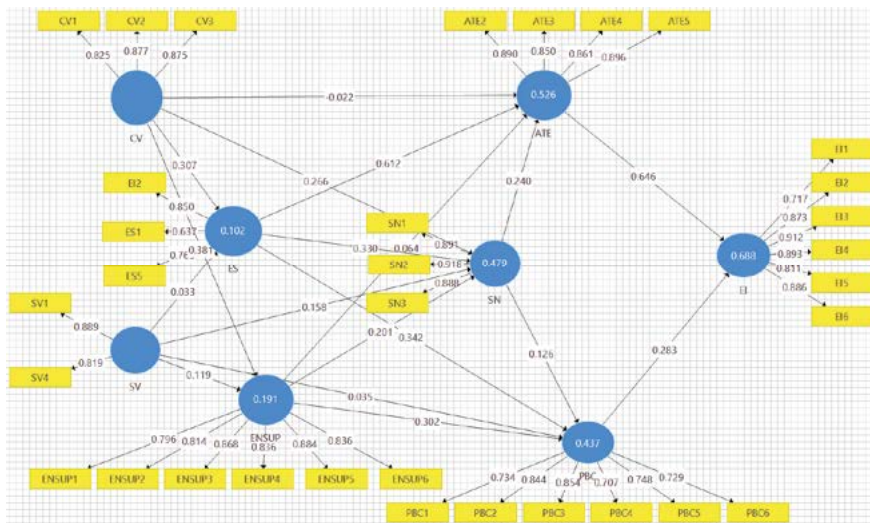 CV1 CV2 CV3 ATE2 ATE3 ATE4 ATE5
0.825 0.877 0.875 0.890 0.850 0.861 0.896
CV -0.022 0.526
ATE
0.307 0.266 0.612 0.240 0.646
EI2 0.850
ES1 0.637 0.381 0.102
ES5 ES
0.033
0.330 0.064
SN1 0.891
SN2 0.918 0.479
SN3 0.888 SN
EI1 0.717
EI2 0.873
EI3 0.912
0.688 EI4 0.893
EI EI5 0.811
EI6 0.886
SV1 0.889
SV4 0.819
SV 0.158 0.201 0.342 0.126 0.283
0.119 0.035
0.191 0.302 0.437
ENSUP PBC
0.796 0.814 0.868 0.836 0.884 0.836
ENSUP1 ENSUP2 ENSUP3 ENSUP4 ENSUP5 ENSUP6
0.734 0.844 0.854 0.707 0.748 0.729
PBC1 PBC2 PBC3 PBC4 PBC5 PBC6